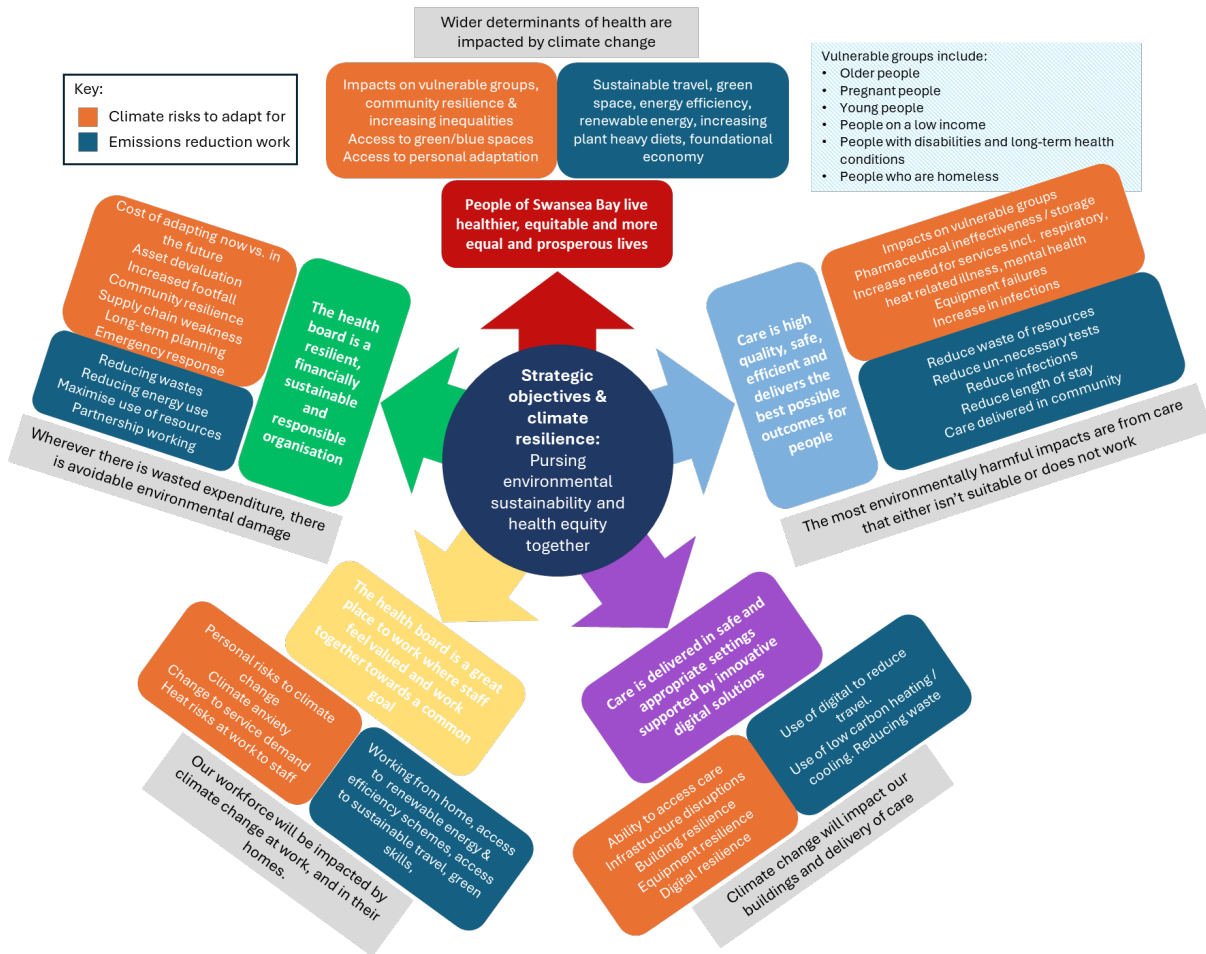 Wider determinants of health are
impacted by climate change
Key:
Climate risks to adapt for
Emissions reduction work
Impacts on vulnerable groups,
community resilience &
increasing inequalities
Access to green/blue spaces
Access to personal adaptation
Sustainable travel, green
space, energy efficiency,
renewable energy, increasing
plant heavy diets, foundational
economy
Vulnerable groups include:
• Older people
• Pregnant people
• Young people
• People on a low income
• People with disabilities and long-term health
conditions
• People who are homeless
People of Swansea Bay live
healthier, equitable and more
equal and prosperous lives
Cost of adapting now vs. in
the future
Asset devaluation
Increased footfall
Community resilience
Supply chain weakness
Long-term planning
Emergency response
Reducing wastes
Reducing energy use
Maximise use of resources
Partnership working
The health
board is a
resilient,
financially
sustainable
and
responsible
organisation
Wherever there is wasted expenditure, there
is avoidable environmental damage
Strategic
objectives &
climate
resilience:
Pursing
environmental
sustainability and
health equity
together
Care is high
quality, safe,
efficient and
delivers the
best possible
outcomes for
people
Impacts on vulnerable groups
Pharmaceutical ineffectiveness / storage
Increase need for services incl. respiratory,
heat related illness, mental health
Equipment failures
Increase in infections
Reduce waste of resources
Reduce un-necessary tests
Reduce infections
Reduce length of stay
Care delivered in community
The most environmentally harmful impacts are from care
that either isn't suitable or does not work
The health board is a great
place to work where staff
feel valued and work
together towards a common
goal
Personal risks to climate
change
Climate anxiety
Change to service demand
Heat risks at work to staff
Working from home, access
to renewable energy &
efficiency schemes, access
to sustainable travel, green
skills,
Our workforce will be impacted by
climate change at work, and in their
homes.
Care is delivered in safe and
appropriate settings
supported by innovative
digital solutions
Use of digital to reduce
travel.
Use of low carbon heating /
cooling. Reducing waste
Ability to access care
Infrastructure disruptions
Building resilience
Equipment resilience
Digital resilience
Climate change will impact our
buildings and delivery of care